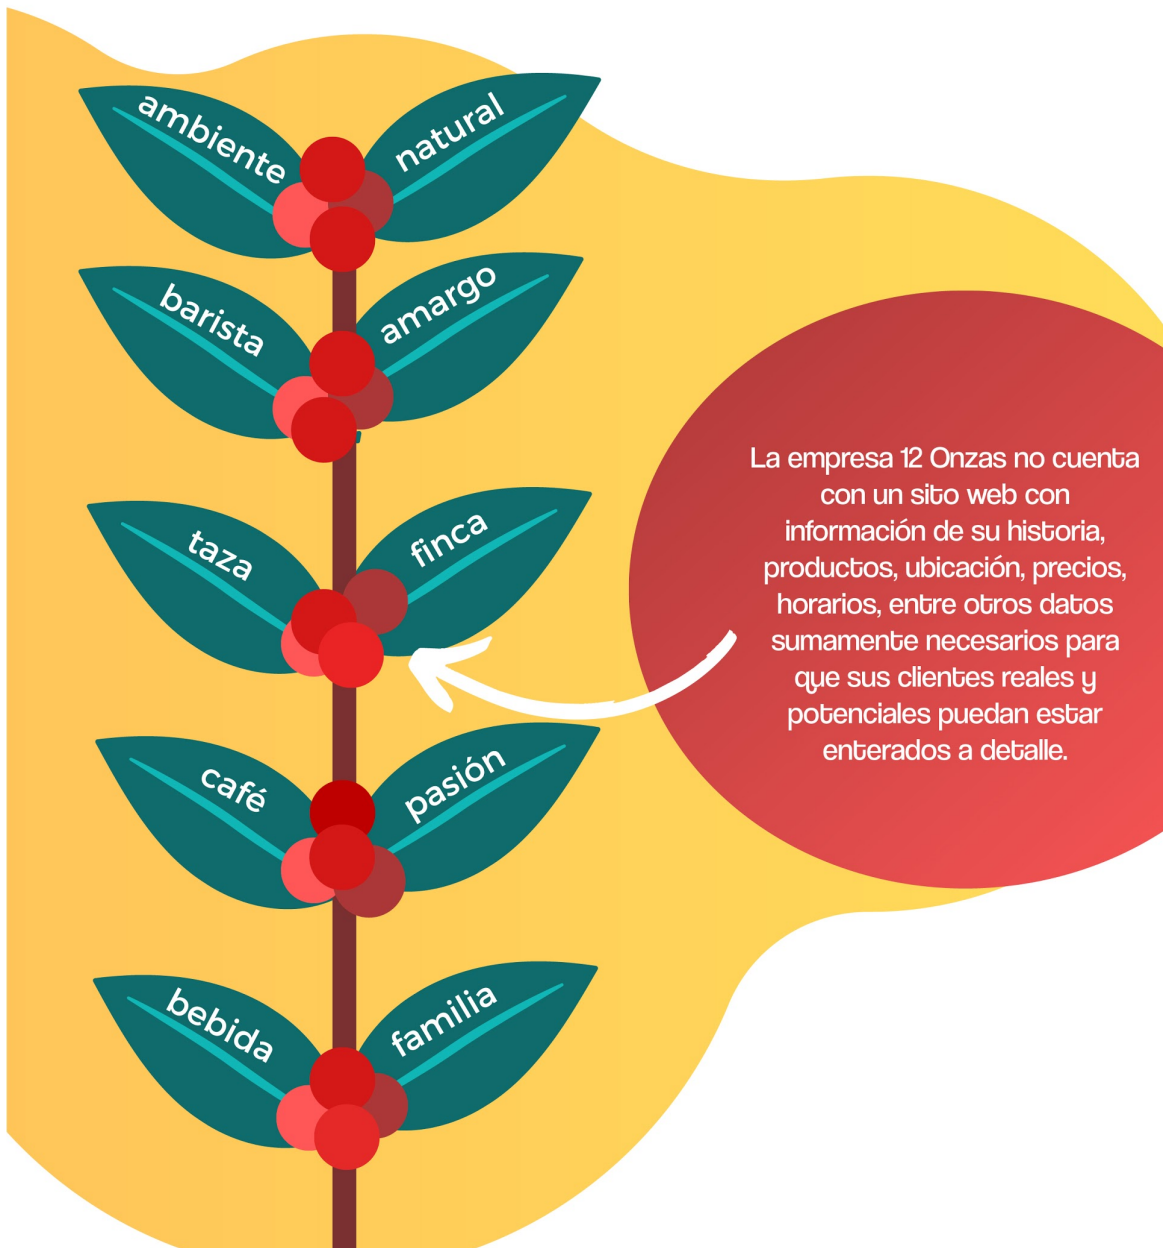 ambiente
natural
barista
amargo
taza
finca
café
pasión
bebida
familia
La empresa 12 Onzas no cuenta
con un sito web con
información de su historia,
productos, ubicación, precios,
horarios, entre otros datos
sumamente necesarios para
que sus clientes reales y
potenciales puedan estar
enterados a detalle.